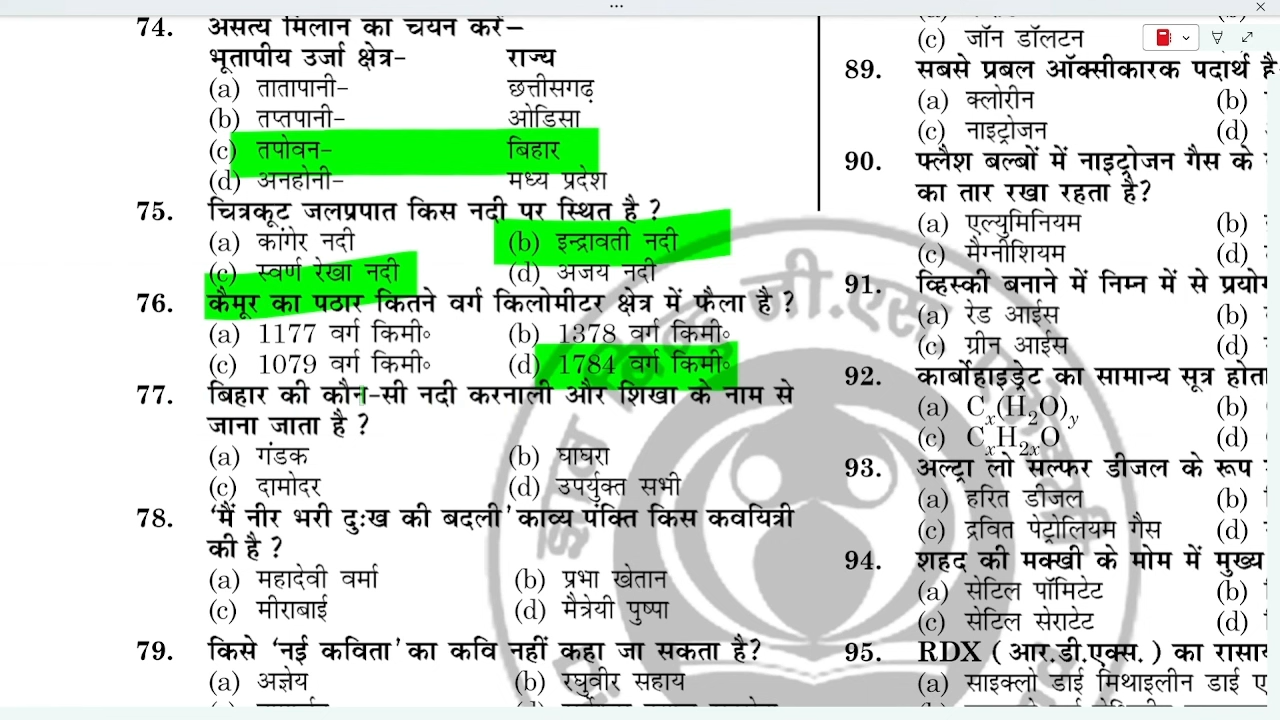 74. असत्य मिलान का चयन करें–
भूतापीय उर्जा क्षेत्र– राज्य
(a) तातापानी– छत्तीसगढ़
(b) तप्तपानी– ओडिसा
(c) तपोवन– बिहार
(d) अनहोनी– मध्य प्रदेश
75. चित्रकूट जलप्रपात किस नदी पर स्थित है ?
(a) कांगेर नदी (b) इन्द्रावती नदी
(c) स्वर्ण रेखा नदी (d) अजय नदी
76. कैमूर का पठार कितने वर्ग किलोमीटर क्षेत्र में फैला है ?
(a) 1177 वर्ग किमी॰ (b) 1378 वर्ग किमी॰
(c) 1079 वर्ग किमी॰ (d) 1784 वर्ग किमी॰
77. बिहार की कौन-सी नदी करनाली और शिखा के नाम से
जाना जाता है ?
(a) गंडक (b) घाघरा
(c) दामोदर (d) उपर्युक्त सभी
78. ‘मैं नीर भरी दुःख की बदली’ काव्य पंक्ति किस कवयित्री
की है ?
(a) महादेवी वर्मा (b) प्रभा खेतान
(c) मीराबाई (d) मैत्रेयी पुष्पा
79. किसे ‘नई कविता’ का कवि नहीं कहा जा सकता है?
(a) अज्ञेय (b) रघुवीर सहाय
(c) जॉन डॉलटन
89. सबसे प्रबल ऑक्सीकारक पदार्थ है
(a) क्लोरीन (b)
(c) नाइट्रोजन (d)
90. फ्लैश बल्बों में नाइट्रोजन गैस के
का तार रखा रहता है?
(a) एल्युमिनियम (b)
(c) मैग्नीशियम (d)
91. व्हिस्की बनाने में निम्न में से प्रयोग
(a) रेड आईस (b)
(c) ग्रीन आईस (d)
92. कार्बोहाइड्रेट का सामान्य सूत्र होता
(a) Cx(H2O)y (b)
(c) CxH2xO (d)
93. अल्ट्रा लो सल्फर डीजल के रूप
(a) हरित डीजल (b)
(c) द्रवित पेट्रोलियम गैस (d)
94. शहद की मक्खी के मोम में मुख्य
(a) सेटिल पॉमिटेट (b)
(c) सेटिल सेराटेट (d)
95. RDX (आर.डी.एक्स.) का रासाय
(a) साइक्लो डाई मिथाइलीन डाई ए
जी.एस